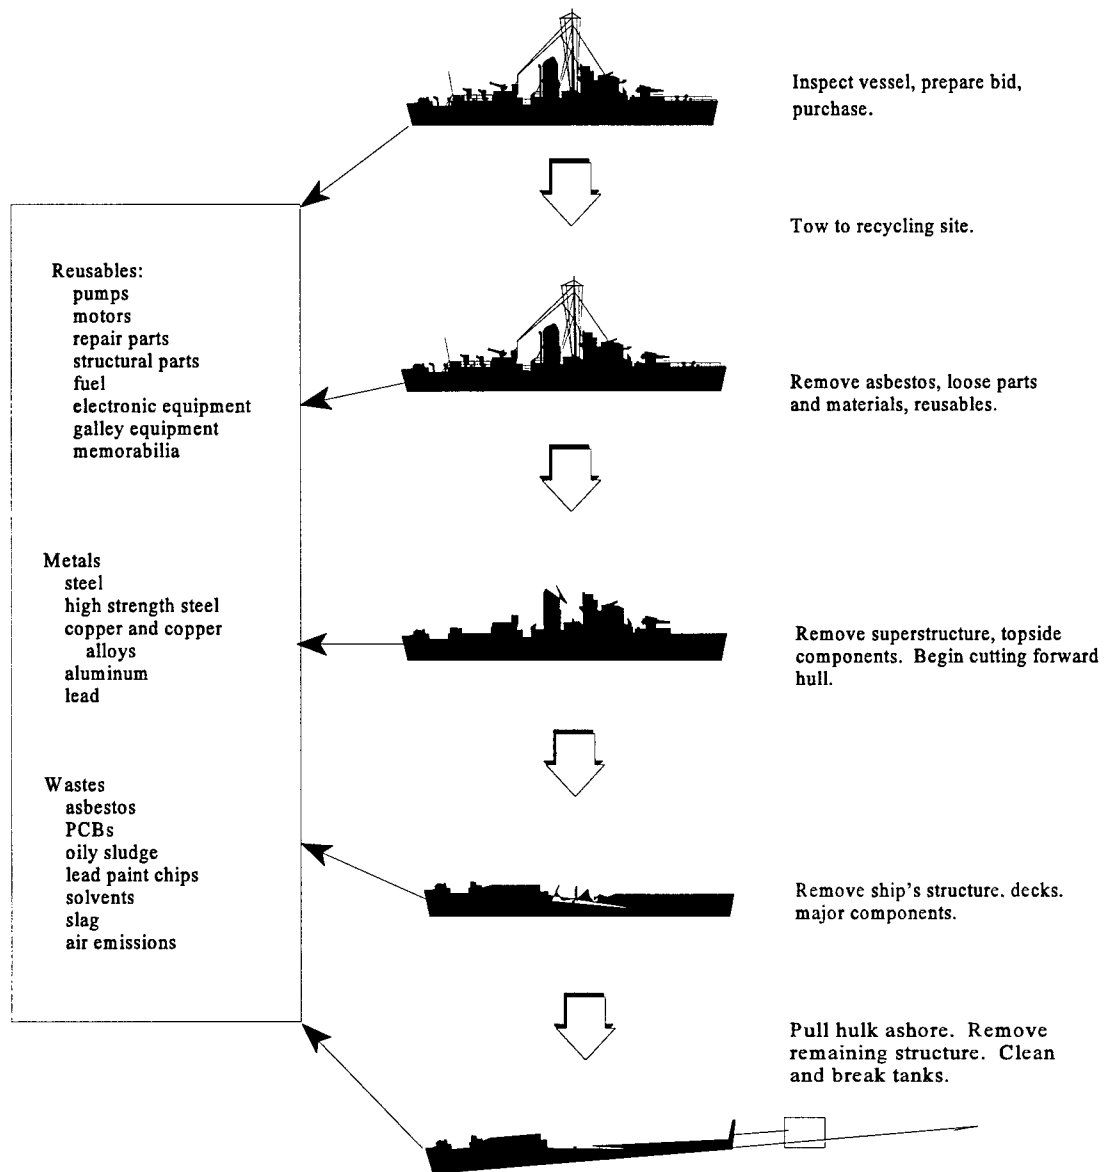 Inspect vessel, prepare bid,
purchase.
Tow to recycling site.
Reusables:
pumps
motors
repair parts
structural parts
fuel
electronic equipment
galley equipment
memorabilia
Remove asbestos, loose parts
and materials, reusables.
Metals
steel
high strength steel
copper and copper
alloys
aluminum
lead
Remove superstructure, topside
components. Begin cutting forward
hull.
Wastes
asbestos
PCBs
oily sludge
lead paint chips
solvents
slag
air emissions
Remove ship's structure. decks.
major components.
Pull hulk ashore. Remove
remaining structure. Clean
and break tanks.